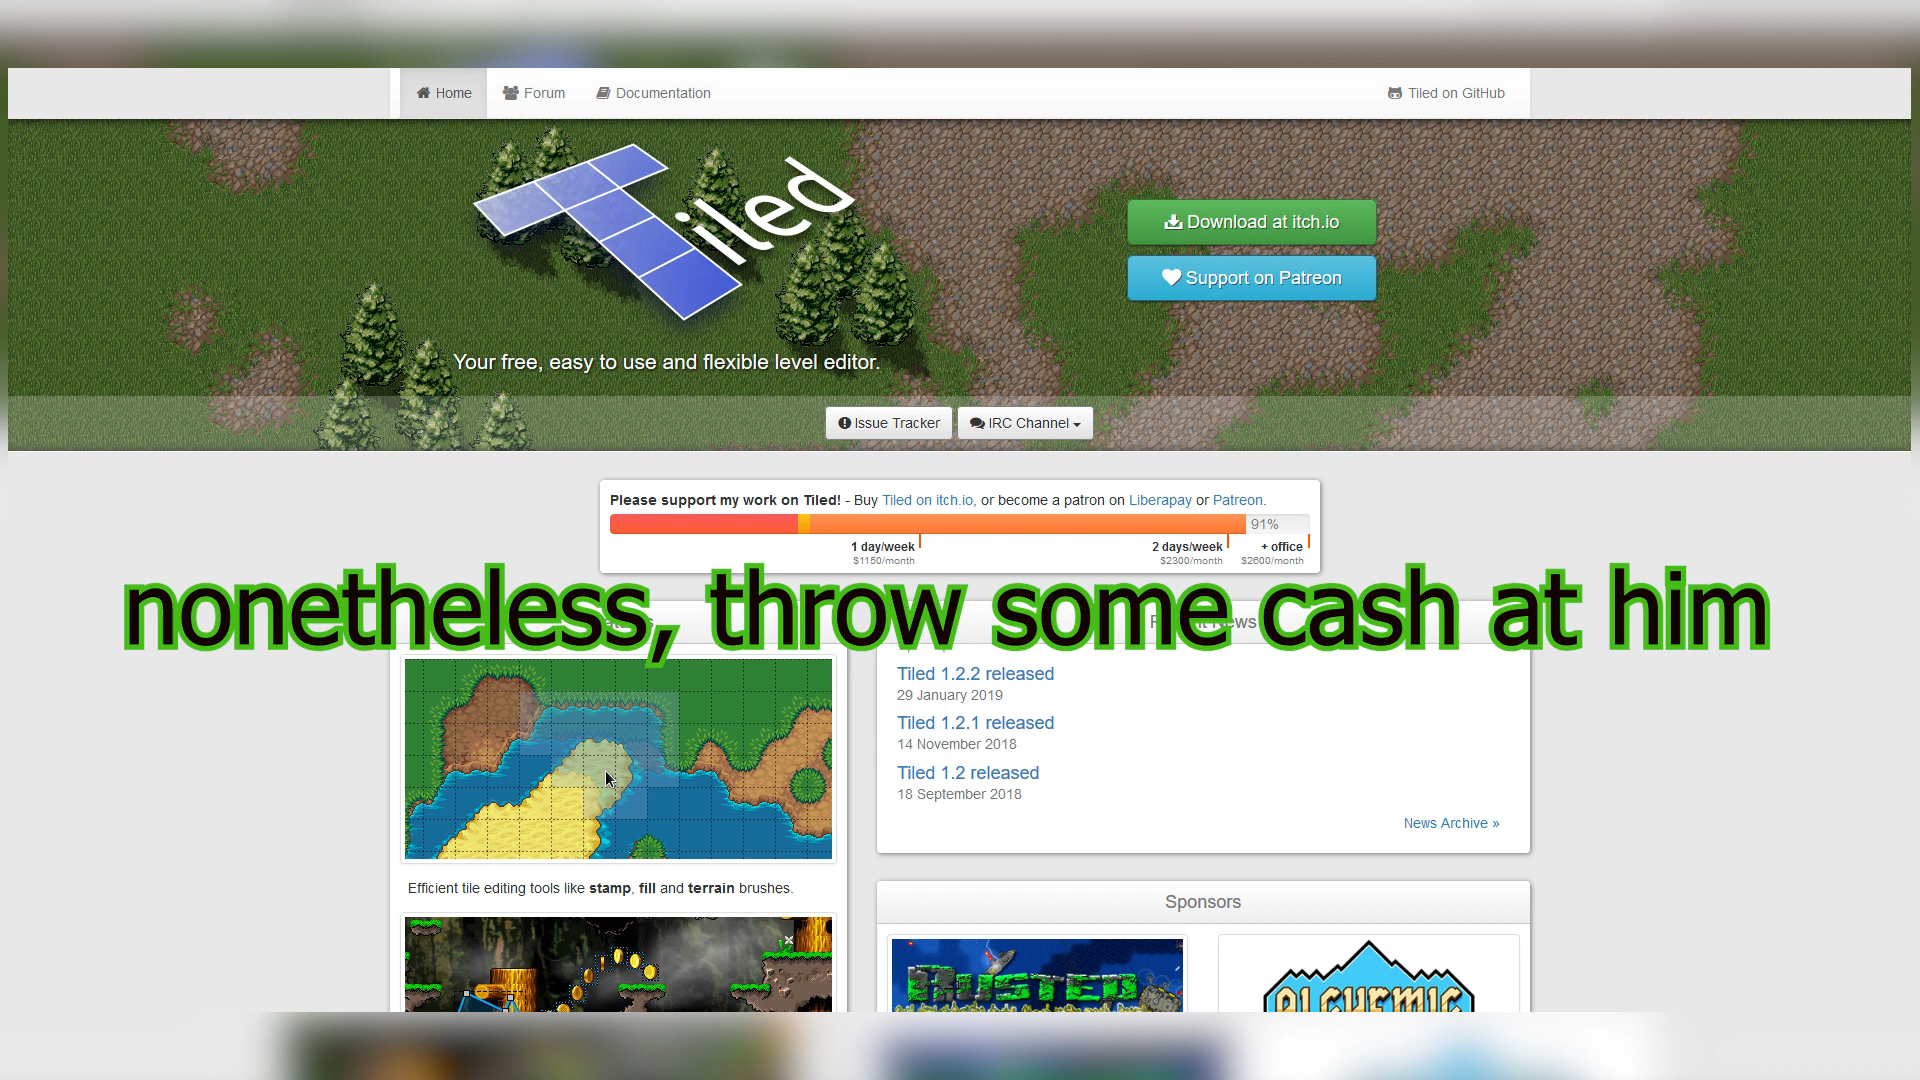 Home
Forum
Documentation
Tiled on GitHub
Tiled
Download at itch.io
Support on Patreon
Your free, easy to use and flexible level editor.
Issue Tracker
IRC Channel
Please support my work on Tiled! - Buy Tiled on itch.io, or become a patron on Liberapay or Patreon.
91%
1 day/week
$1150/month
2 days/week
$2300/month
+ office
$2600/month
nonetheless, throw some cash at him
Tiled 1.2.2 released
29 January 2019
Tiled 1.2.1 released
14 November 2018
Tiled 1.2 released
18 September 2018
News Archive »
Efficient tile editing tools like stamp, fill and terrain brushes.
Sponsors
RUSTED
ALCHEMIC